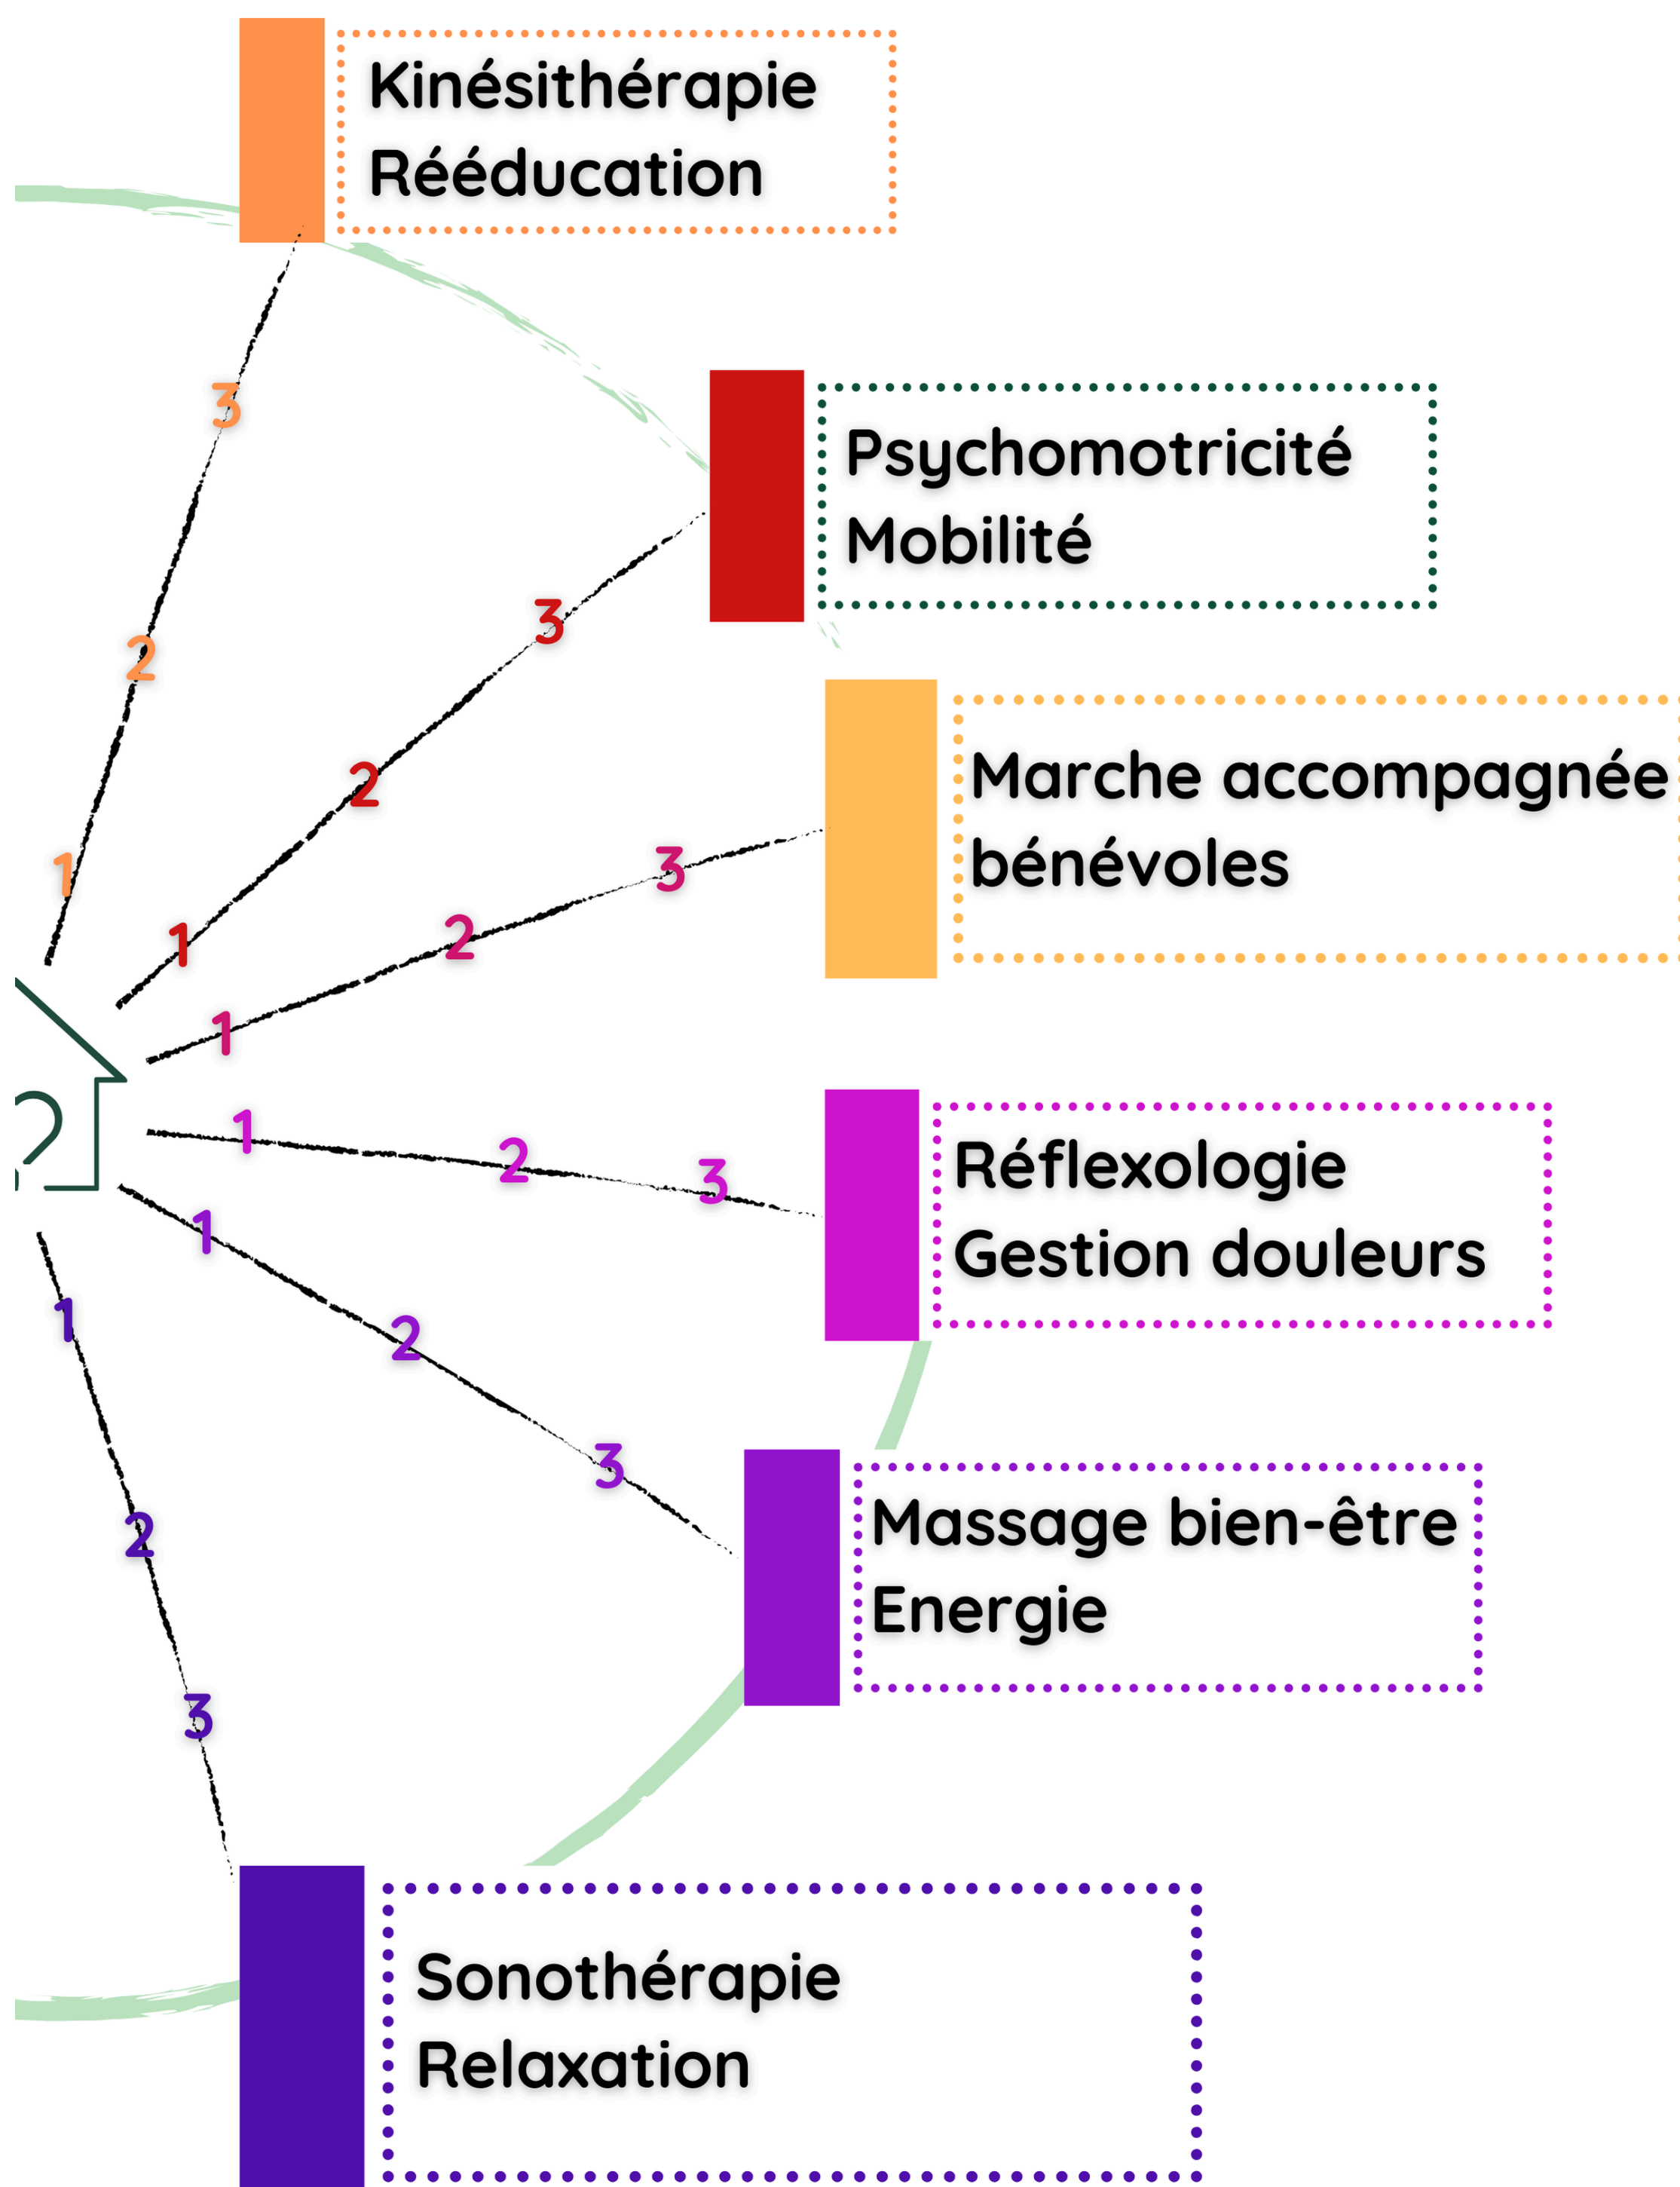 Kinésithérapie
Rééducation
3
2
1
Psychomotricité
Mobilité
3
2
1
Marche accompagnée
bénévoles
3
2
1
Réflexologie
Gestion douleurs
1
2
3
Massage bien-être
Energie
1
2
3
Sonothérapie
Relaxation
1
2
3